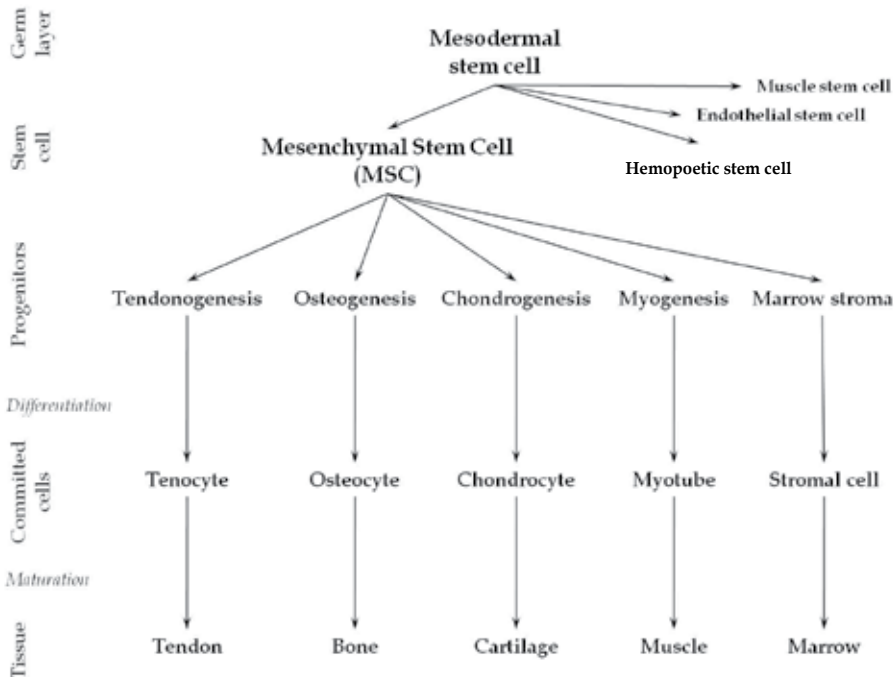 Germ
layer
Mesodermal
stem cell
Muscle stem cell
Endothelial stem cell
Stem
cell
Mesenchymal Stem Cell
(MSC)
Hemopoetic stem cell
Progenitors
Tendonogenesis Osteogenesis Chondrogenesis Myogenesis Marrow stroma
Differentiation
Committed
cells
Tenocyte Osteocyte Chondrocyte Myotube Stromal cell
Maturation
Tissue
Tendon Bone Cartilage Muscle Marrow